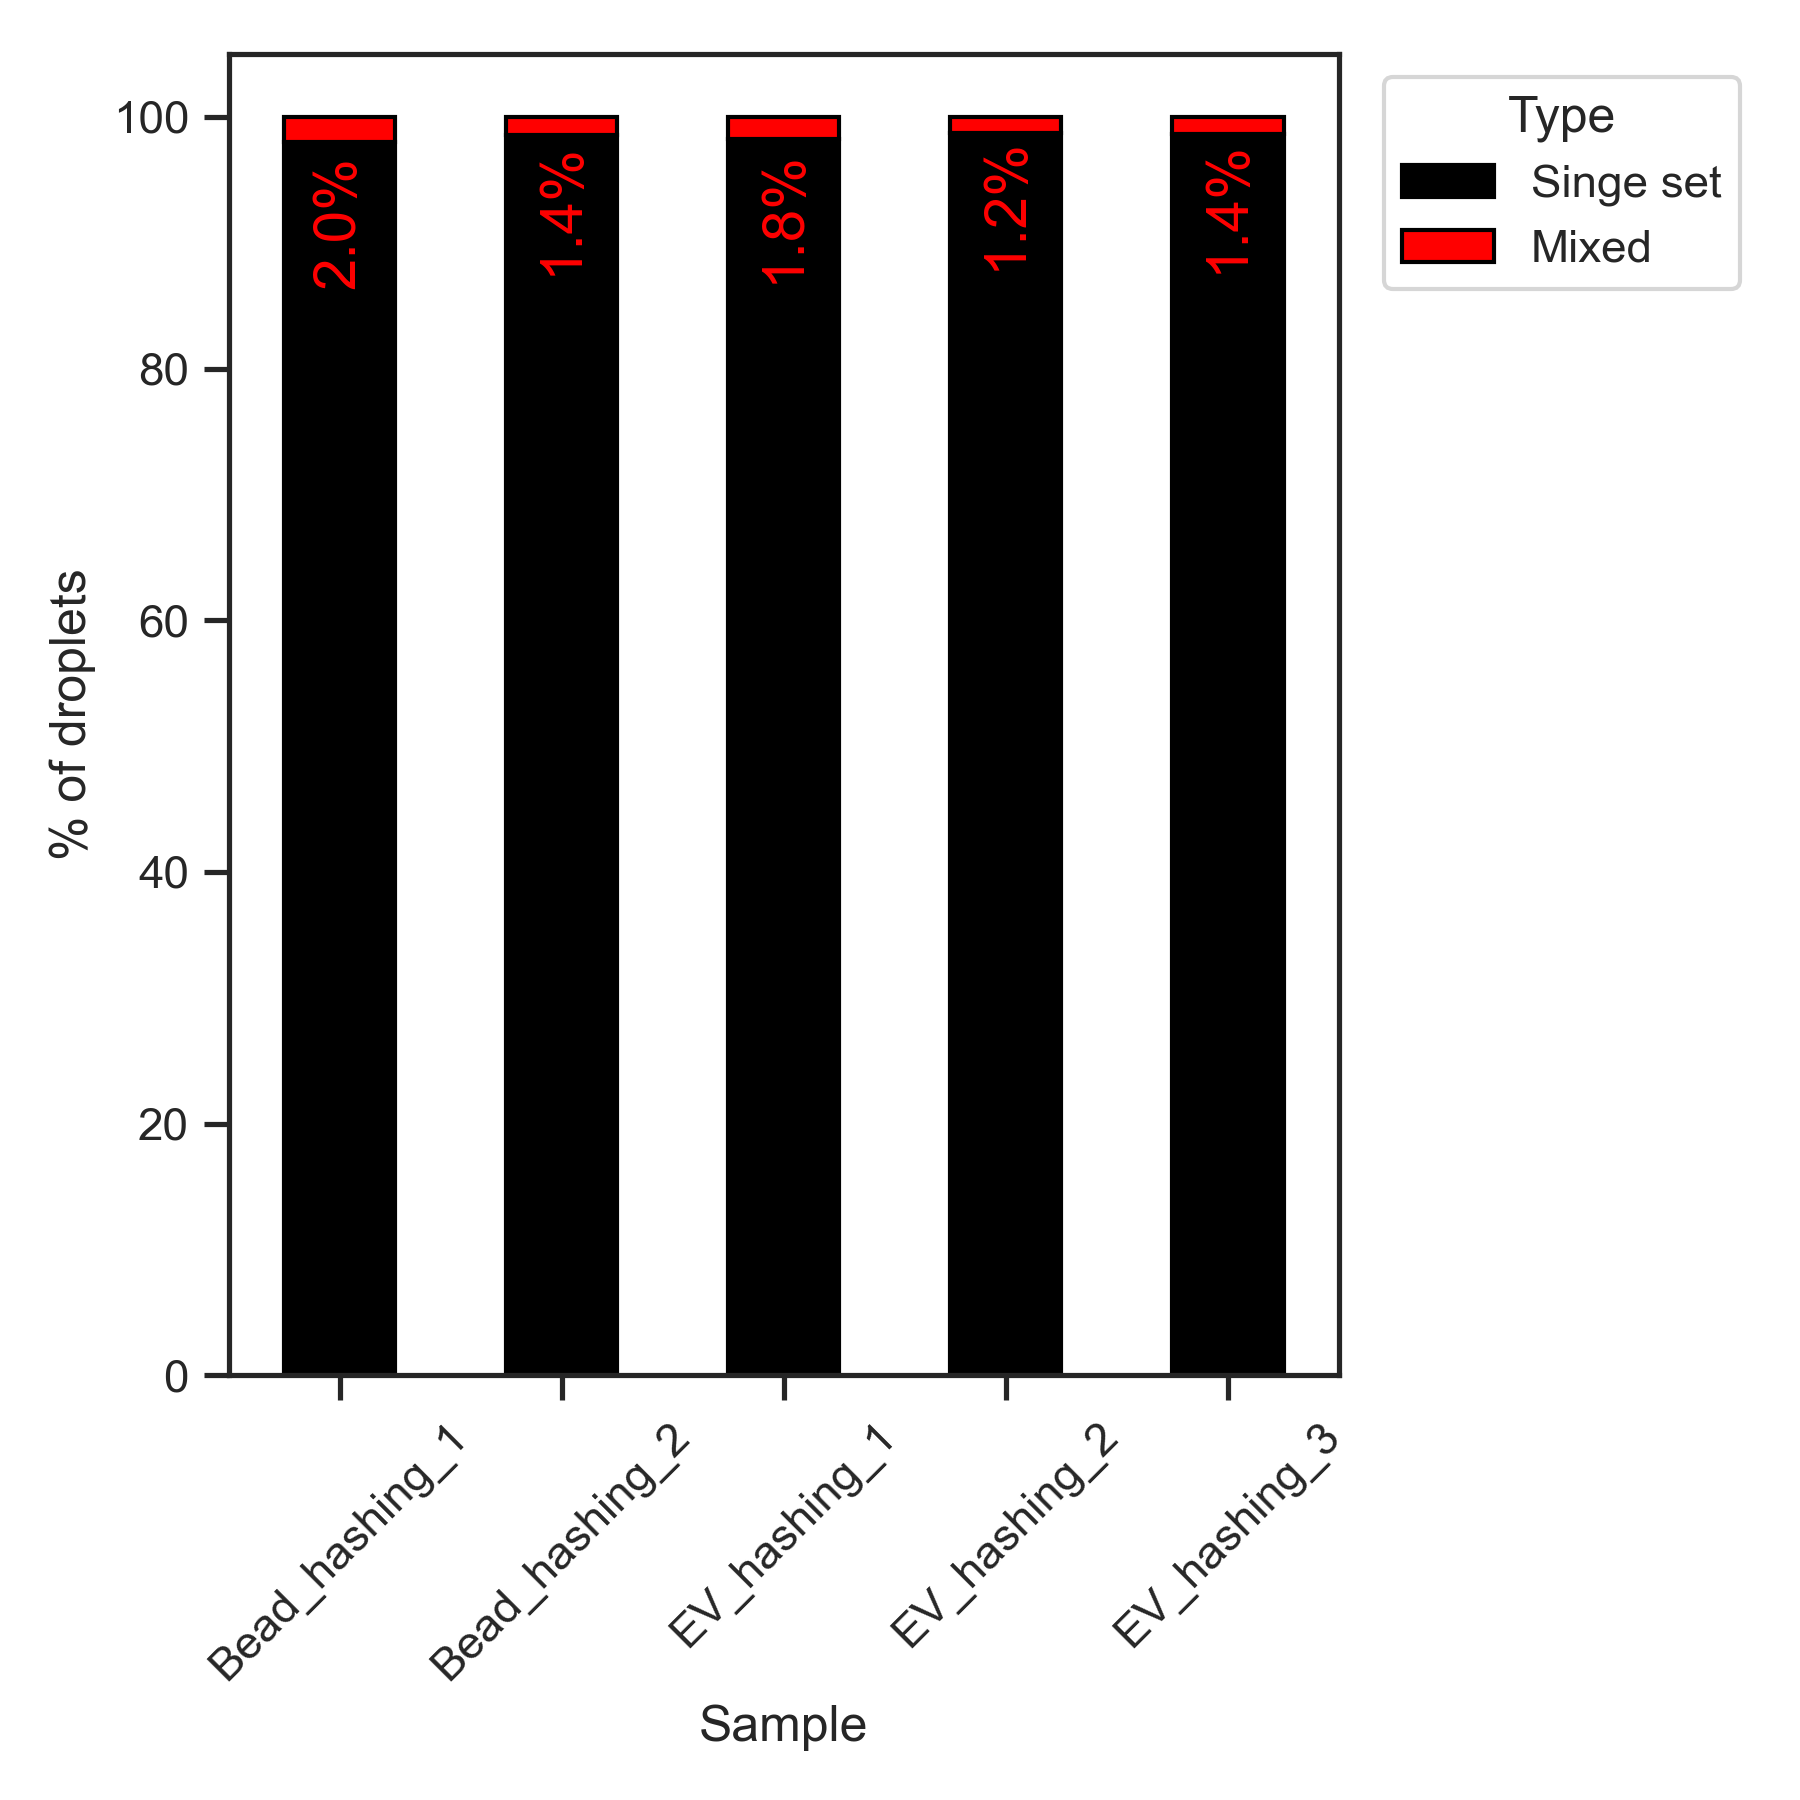 100
80
60
40
20
0
% of droplets
2.0%
1.4%
1.8%
1.2%
1.4%
Bead_hashing_1
Bead_hashing_2
EV_hashing_1
EV_hashing_2
EV_hashing_3
Sample
Type
Singe set
Mixed